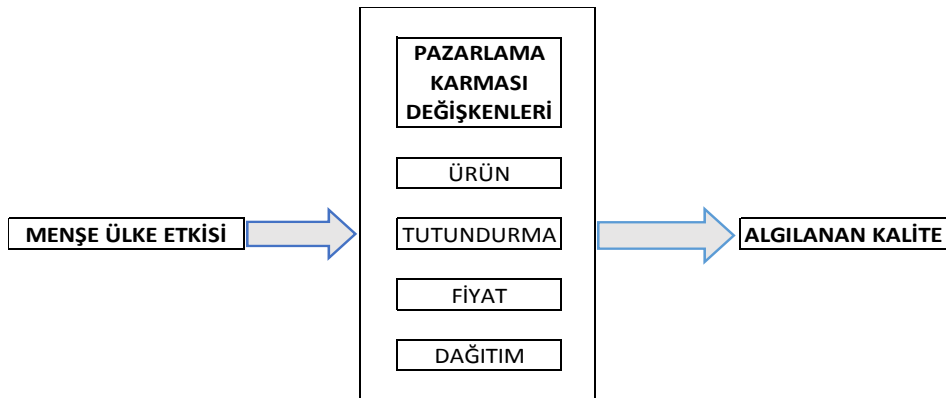 PAZARLAMA
KARMASI
DEĞİŞKENLERİ
ÜRÜN
MENŞE ÜLKE ETKİSİ
TUTUNDURMA
ALGILANAN KALİTE
FİYAT
DAĞITIM